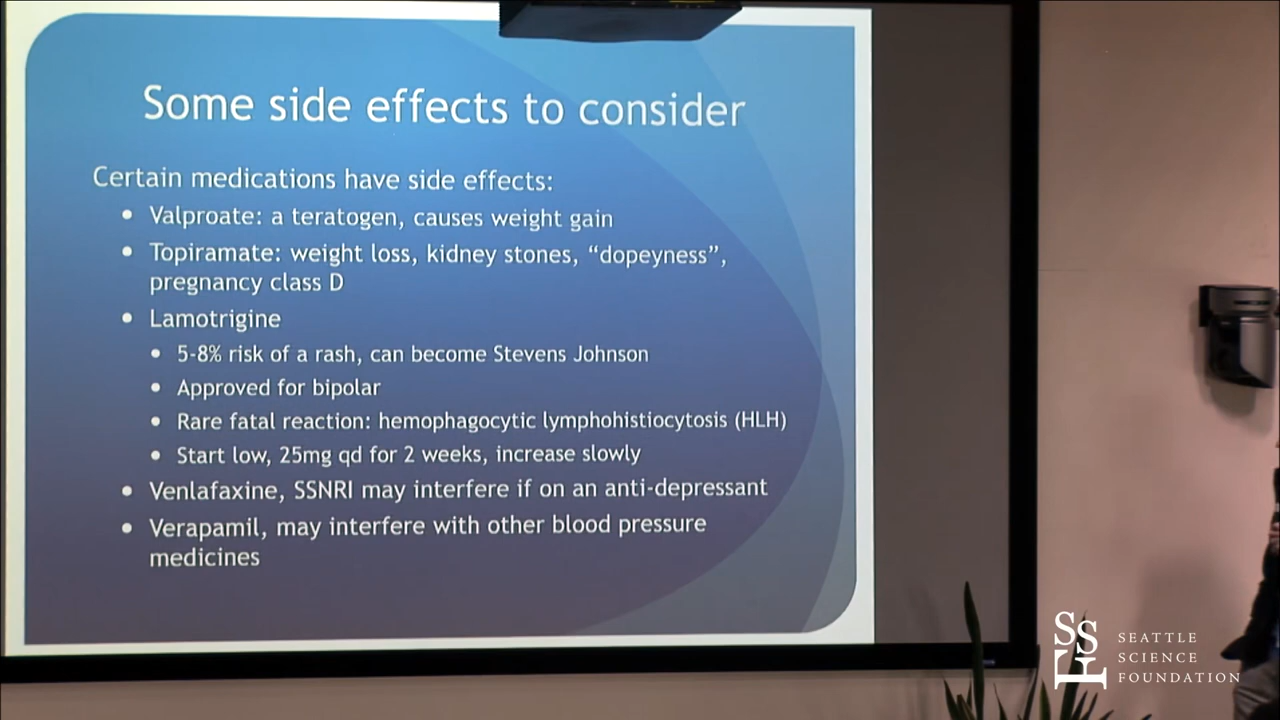 Some side effects to consider
Certain medications have side effects:
• Valproate: a teratogen, causes weight gain
• Topiramate: weight loss, kidney stones, “dopeyness”,
pregnancy class D
• Lamotrigine
• 5-8% risk of a rash, can become Stevens Johnson
• Approved for bipolar
• Rare fatal reaction: hemophagocytic lymphohistiocytosis (HLH)
• Start low, 25mg qd for 2 weeks, increase slowly
• Venlafaxine, SSNRI may interfere if on an anti-depressant
• Verapamil, may interfere with other blood pressure
medicines
SSF
SEATTLE
SCIENCE
FOUNDATION